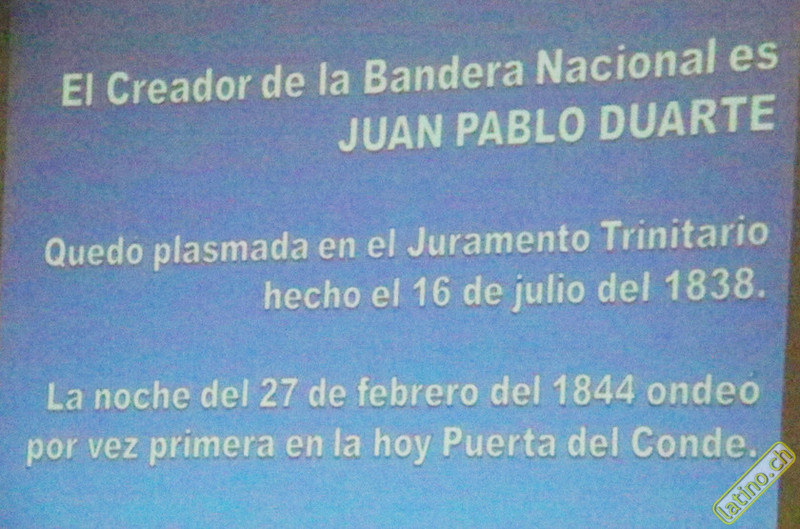 El Creador de la Bandera Nacional es
JUAN PABLO DUARTE
Quedo plasmada en el Juramento Trinitario
hecho el 16 de julio del 1838.
La noche del 27 de febrero del 1844 ondeó
por vez primera en la hoy Puerta del Conde.
latino.ch